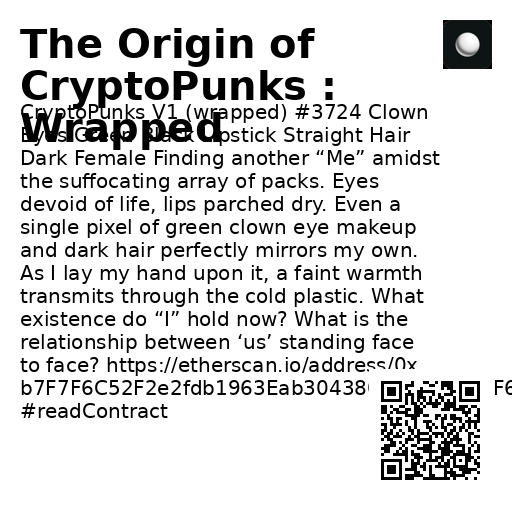 The Origin of
CryptoPunks :
Wrapped
CryptoPunks V1 (wrapped) #3724 Clown
Eyes Green Black Lipstick Straight Hair
Dark Female Finding another “Me” amidst
the suffocating array of packs. Eyes
devoid of life, lips parched dry. Even a
single pixel of green clown eye makeup
and dark hair perfectly mirrors my own.
As I lay my hand upon it, a faint warmth
transmits through the cold plastic. What
existence do “I” hold now? What is the
relationship between ‘us’ standing face
to face? https://etherscan.io/address/0x
#readContract